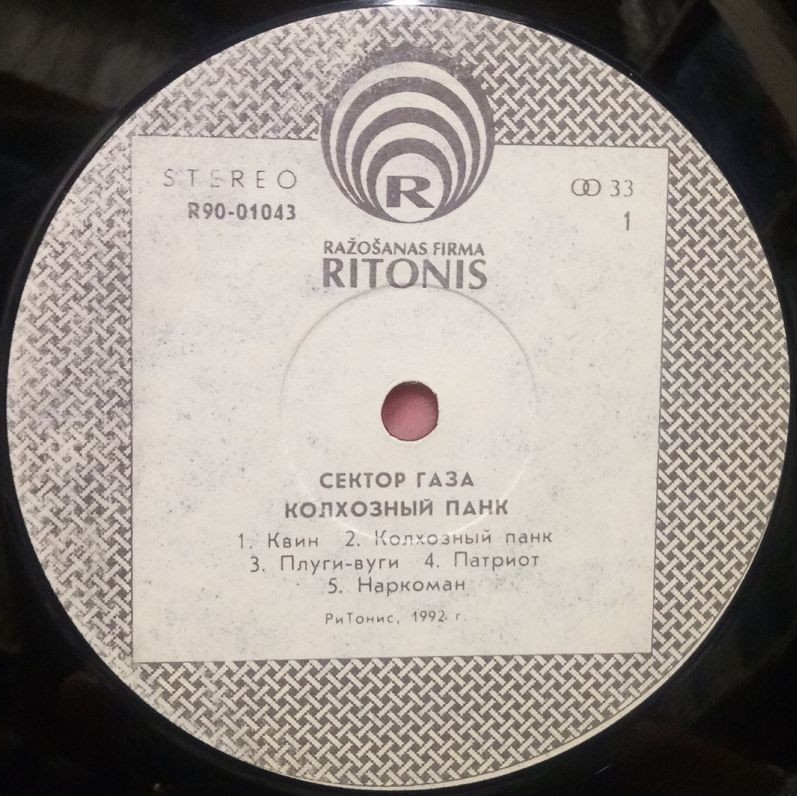 STEREO
R90-01043
R
33
1
RAŽOŠANAS FIRMA
RITONIS
СЕКТОР ГАЗА
КОЛХОЗНЫЙ ПАНК
1. Квин 2. Колхозный панк
3. Плуги-вуги 4. Патриот
5. Наркоман
РиТонис, 1992 г.